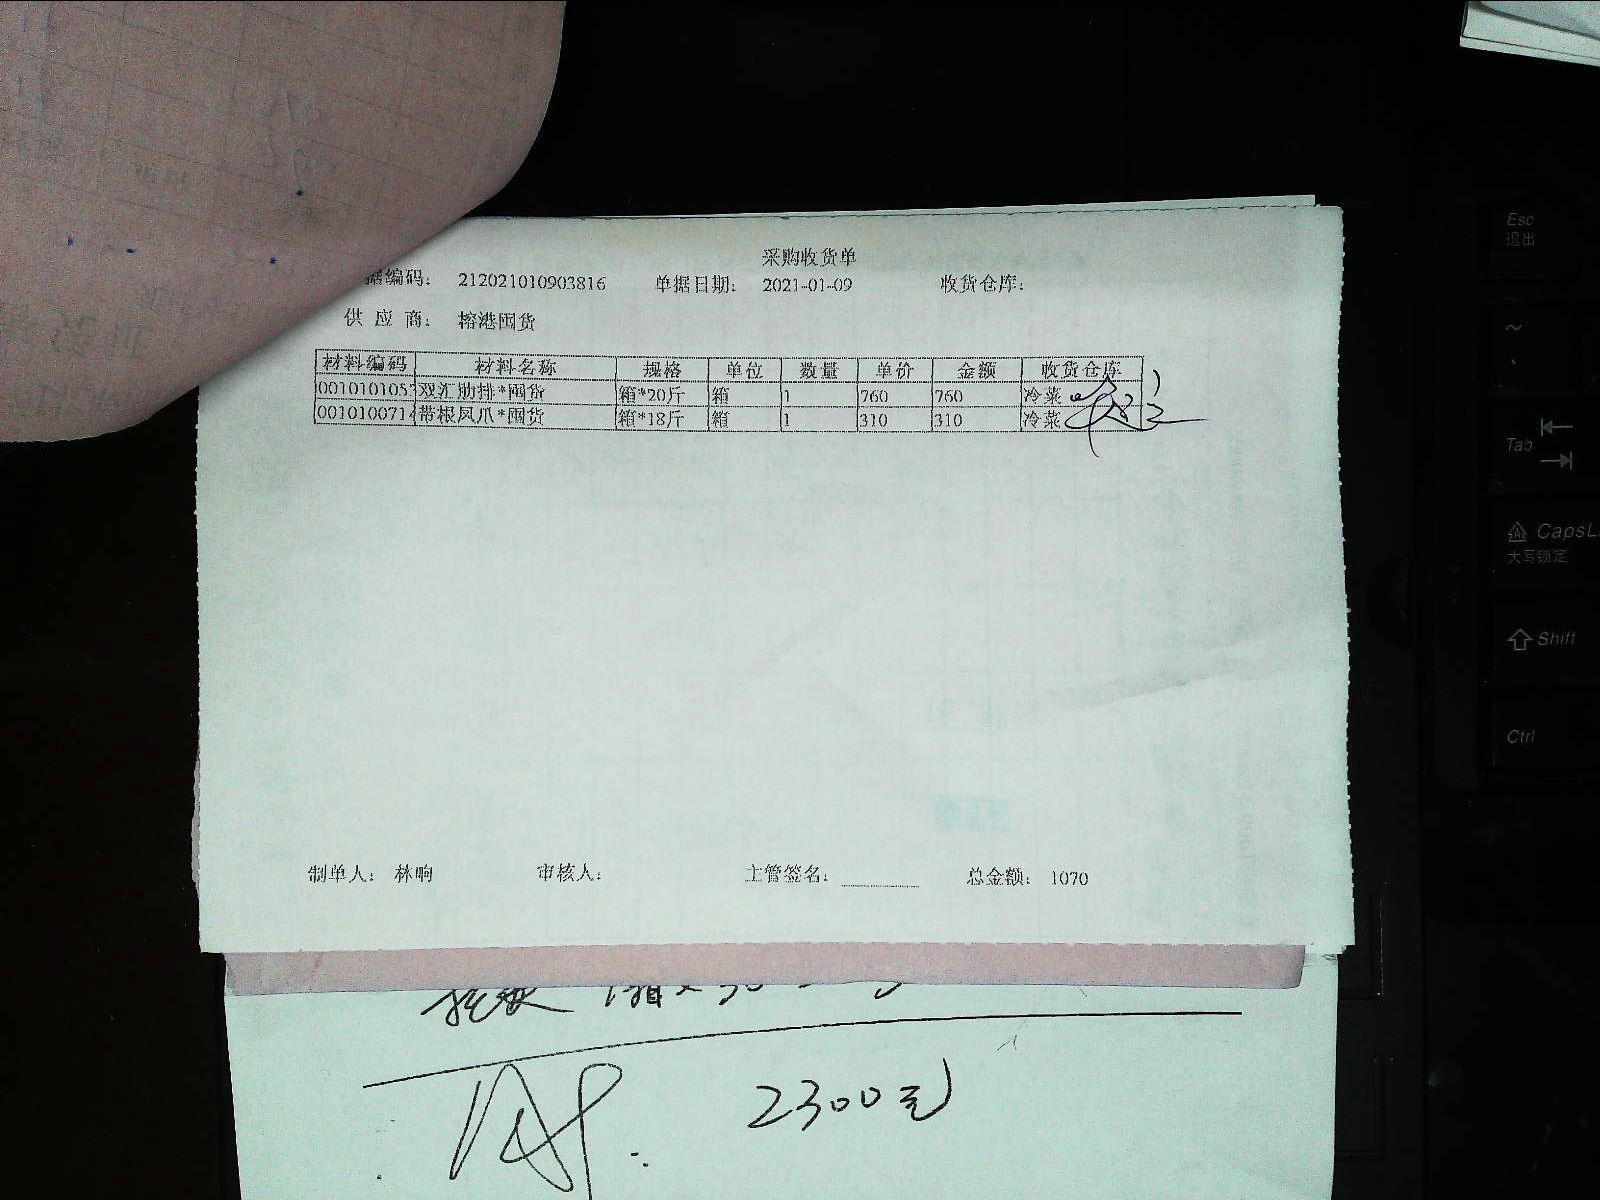 采购收货单
据编码： 212021010903816 单据日期： 2021-01-09 收货仓库：
供 应 商： 榕港囤货
材料编码 材料名称 规格 单位 数量 单价 金额 收货仓库
0010101055 双汇肋排*囤货 箱*20斤 箱 1 760 760 冷菜
0010100714 带根凤爪*囤货 箱*18斤 箱 1 310 310 冷菜
制单人： 林晌 审核人： 主管签名： 总金额： 1070
2300元
Esc
退出
~
Tab
CapsL
大写锁定
Shift
Ctrl